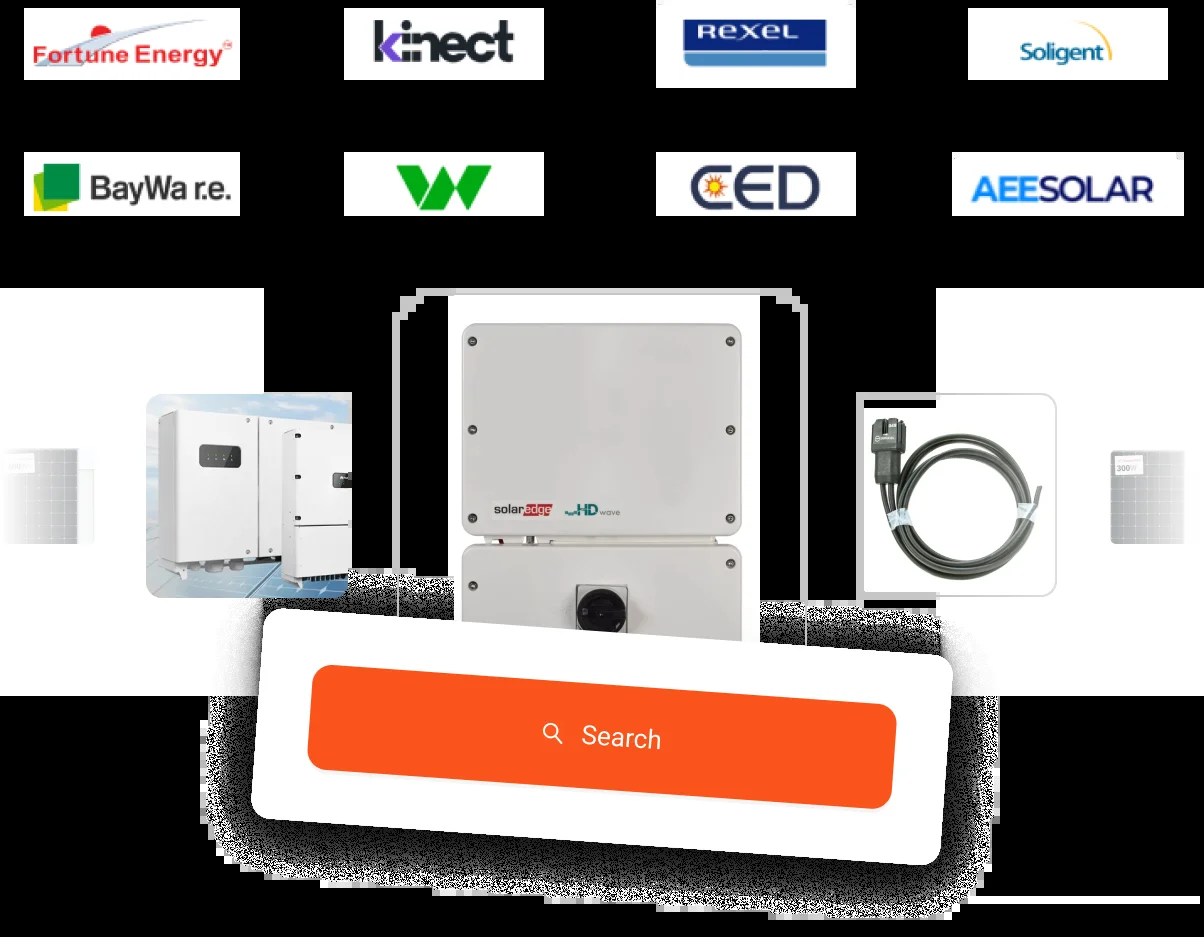 Fortune Energy
kinect
REXEL
Soligent
BayWa r.e.
W
CED
AEESOLAR
solaredge HD wave
300W
Search